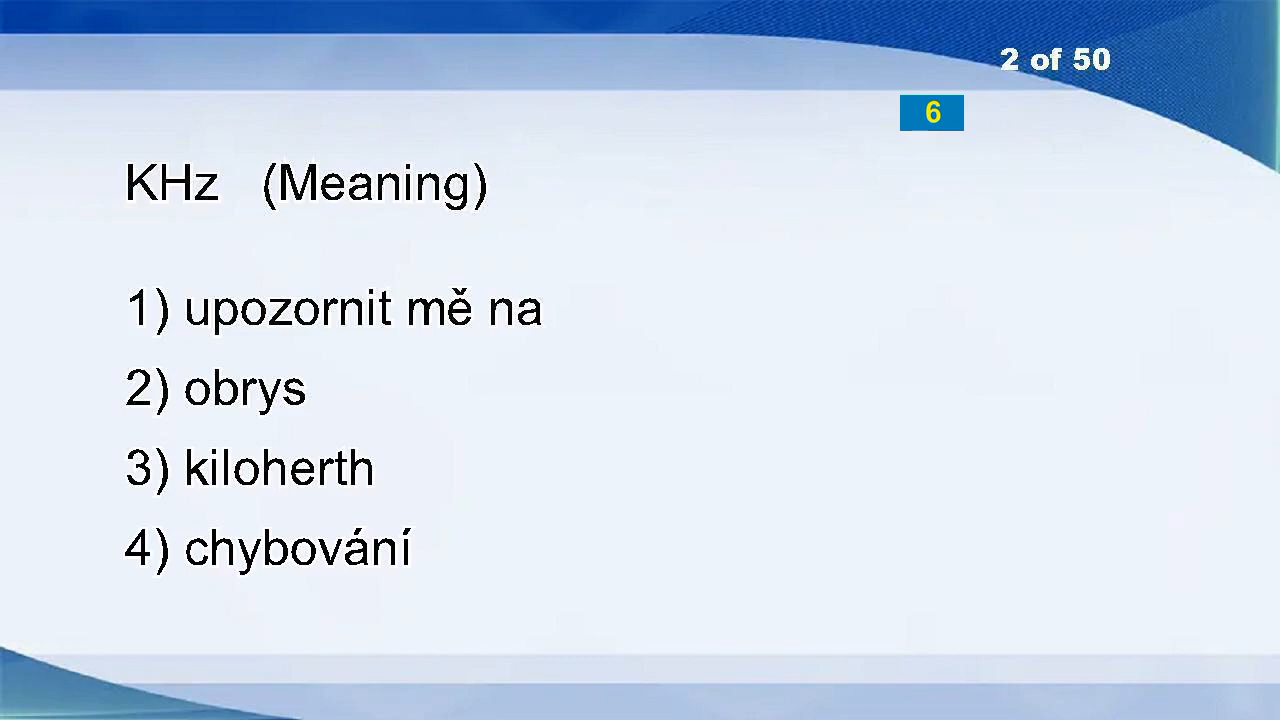 2 of 50
6
KHz (Meaning)
1) upozornit mě na
2) obrys
3) kiloherth
4) chybování